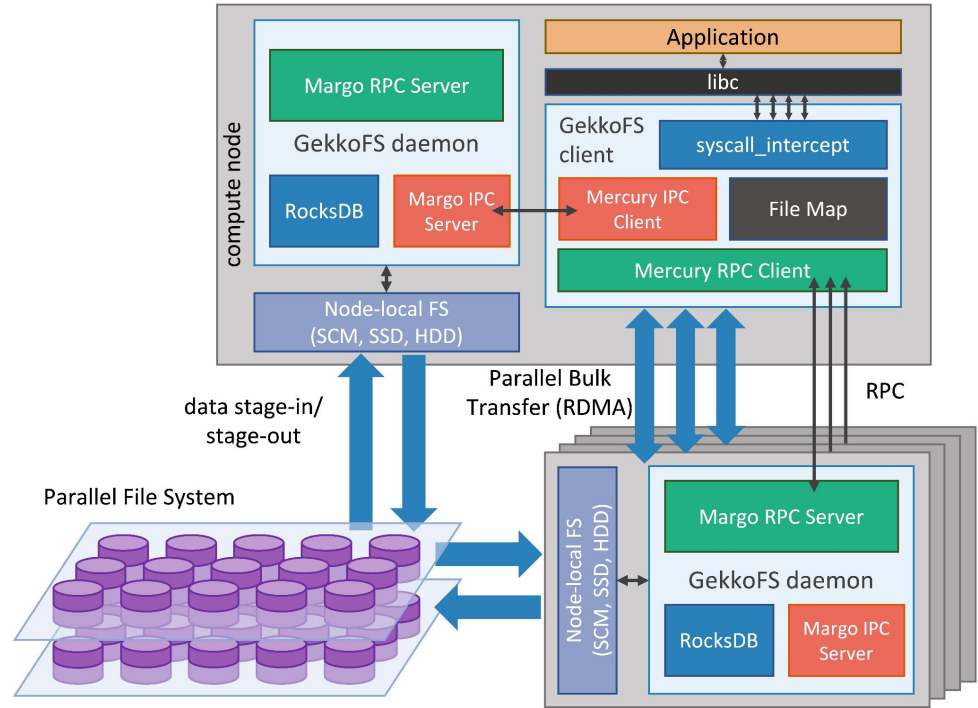 compute node
Margo RPC Server
GekkoFS daemon
RocksDB
Margo IPC
Server
Node-local FS
(SCM, SSD, HDD)
Application
libc
GekkoFS
client
syscall_intercept
Mercury IPC
Client
File Map
Mercury RPC Client
data stage-in/
stage-out
Parallel Bulk
Transfer (RDMA)
RPC
Parallel File System
Node-local FS
(SCM, SSD, HDD)
Margo RPC Server
GekkoFS daemon
RocksDB
Margo IPC
Server